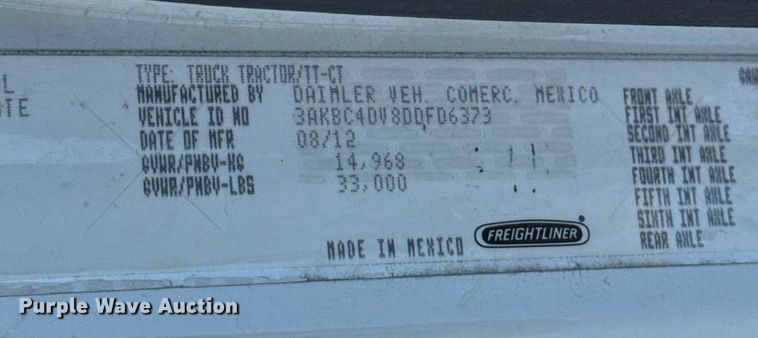 TYPE: TRUCK TRACTOR/TT-CT
MANUFACTURED BY DAIMLER VEH. COMERC. MEXICO
VEHICLE ID NO 3AKBC4DV8DDFD6373
DATE OF MFR 08/12
GVWR/PNBV-KG 14,968
GVWR/PNBV-LBS 33,000
MADE IN MEXICO FREIGHTLINER®
FRONT AXLE
FIRST INT AXLE
SECOND INT AXLE
THIRD INT AXLE
FOURTH INT AXLE
FIFTH INT AXLE
SIXTH INT AXLE
REAR AXLE
Purple Wave Auction